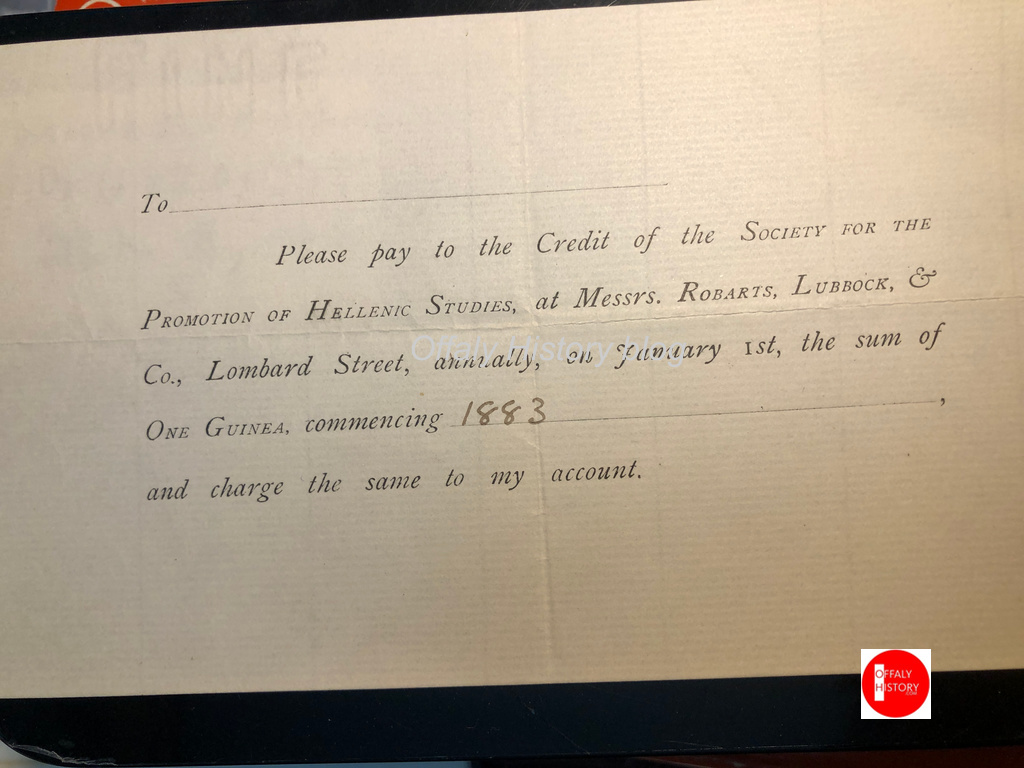 To
Please pay to the Credit of the Society for the
Promotion of Hellenic Studies, at Messrs. Robarts, Lubbock, &
Co., Lombard Street, annually, on January 1st, the sum of
One Guinea, commencing 1883,
and charge the same to my account.
Offaly History Blog
OFFALY
HISTORY
.COM